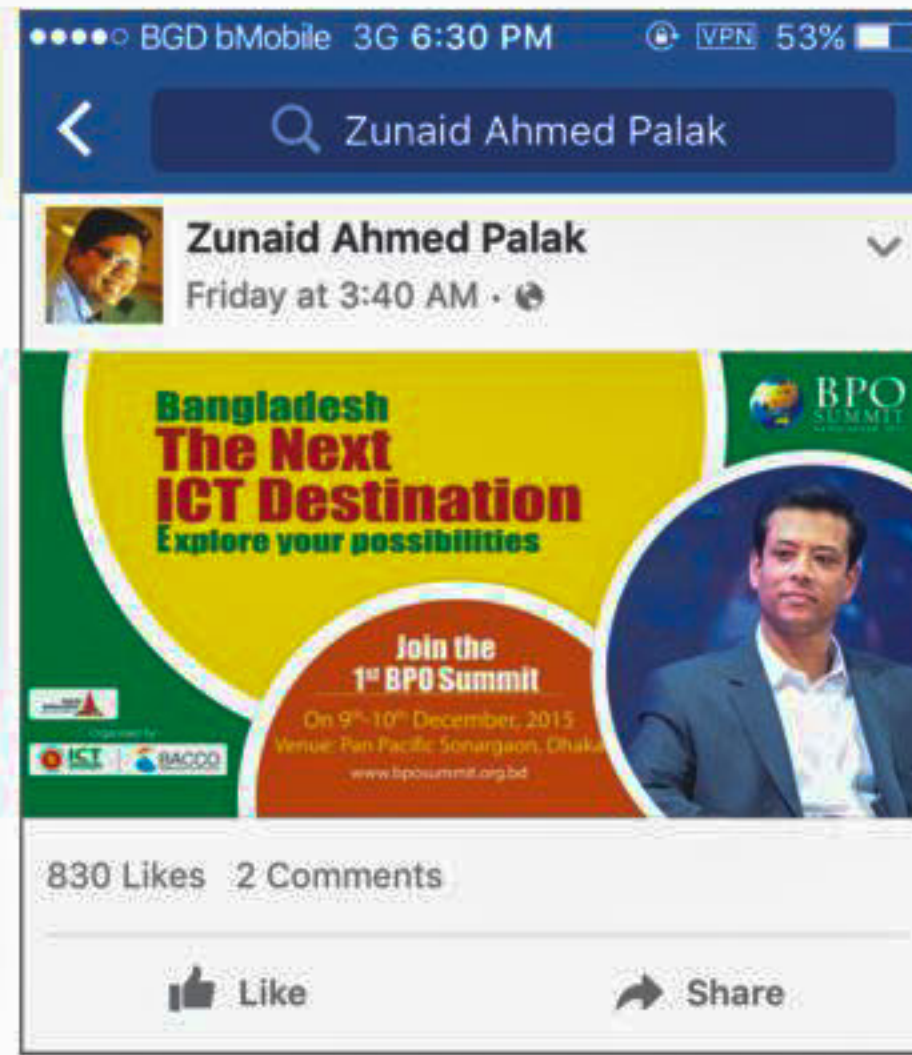 BGD bMobile 3G 6:30 PM VPN 53%
Zunaid Ahmed Palak
Zunaid Ahmed Palak
Friday at 3:40 AM ·
Bangladesh
The Next
ICT Destination
Explore your possibilities
BPO
SUMMIT
Join the
1st BPO Summit
On 9th-10th December, 2015
Venue: Pan Pacific Sonargaon, Dhaka
www.bposummit.org.bd
ICT
BACCO
830 Likes 2 Comments
Like Share